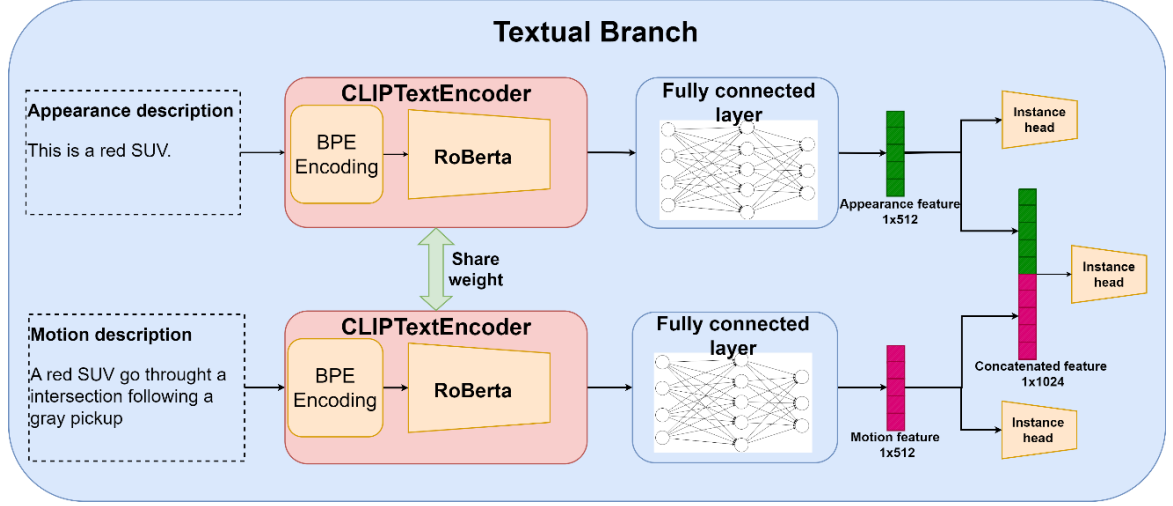 Textual Branch
Appearance description
This is a red SUV.
CLIPTextEncoder
BPE
Encoding
RoBerta
Fully connected
layer
Appearance feature
1x512
Instance
head
Share
weight
Instance
head
Concatenated feature
1x1024
Motion description
A red SUV go throught a
intersection following a
gray pickup
CLIPTextEncoder
BPE
Encoding
RoBerta
Fully connected
layer
Motion feature
1x512
Instance
head